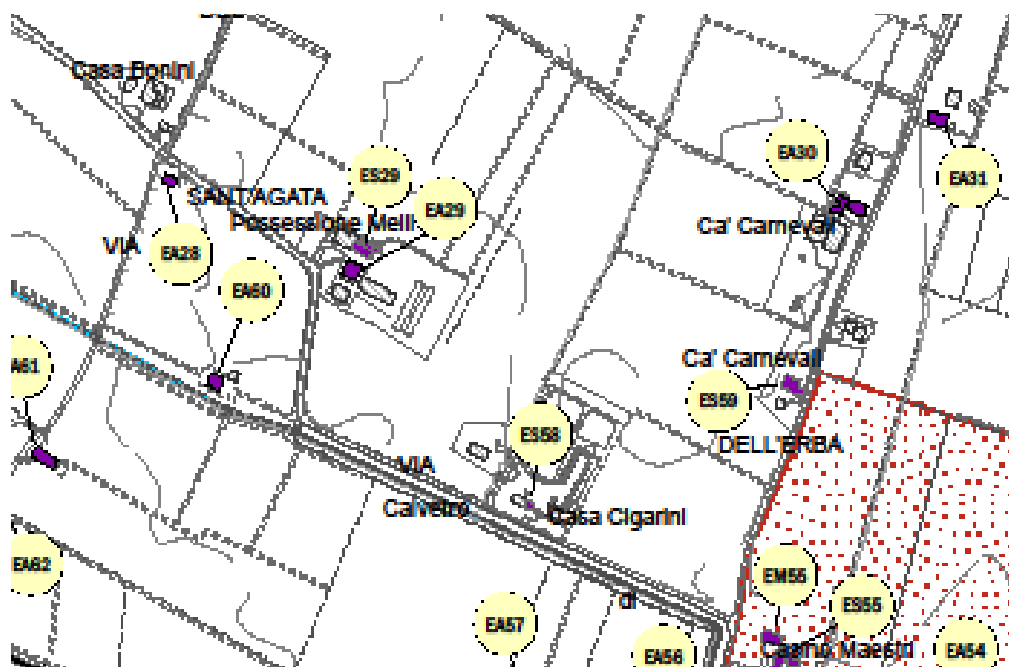 Casa Bonini
EA30
ES29
EA31
SANT'AGATA
EA29
Possessione Melli
Ca' Carnevali
VIA
EA28
EA60
A61
Ca' Carnevali
ES59
ES58
DELL'ERBA
VIA
Calvetro
Casa Cigarini
EA62
EM55
di
ES55
EA57
EA56
Casino Maestri
EA54